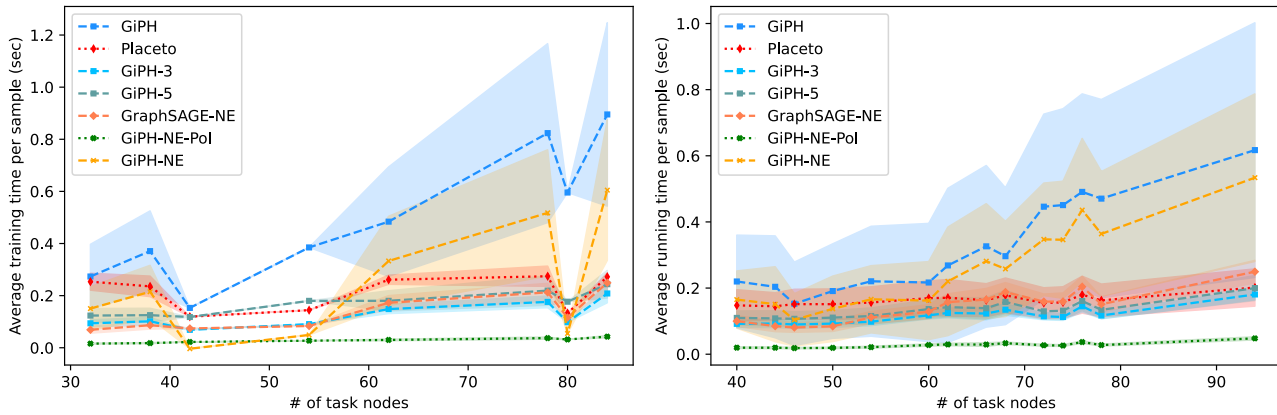 Average training time per sample (sec)
1.2
1.0
0.8
0.6
0.4
0.2
0.0
GiPH
Placeto
GiPH-3
GiPH-5
GraphSAGE-NE
GiPH-NE-Pol
GiPH-NE
30 40 50 60 70 80
# of task nodes
Average running time per sample (sec)
1.0
0.8
0.6
0.4
0.2
0.0
GiPH
Placeto
GiPH-3
GiPH-5
GraphSAGE-NE
GiPH-NE-Pol
GiPH-NE
40 50 60 70 80 90
# of task nodes